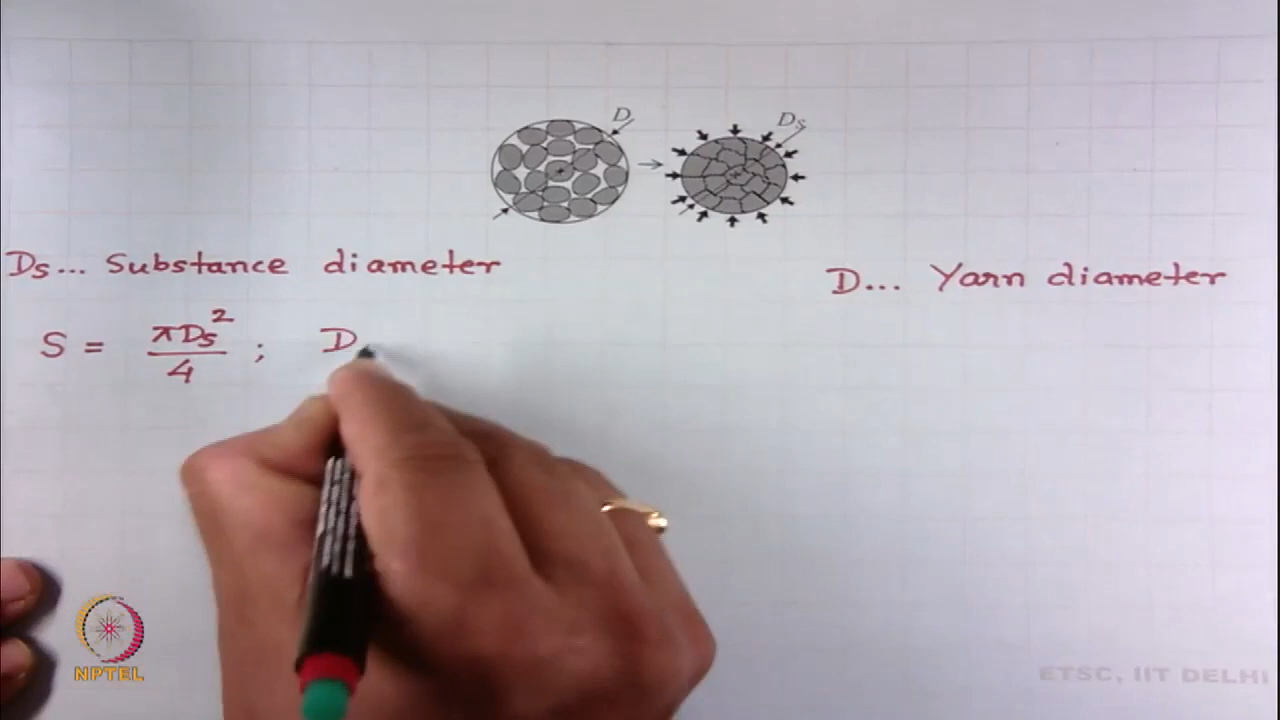 D Ds
Ds... Substance diameter
D... Yarn diameter
S = πDs²/4 ; D
NPTEL
ETSC, IIT DELHI